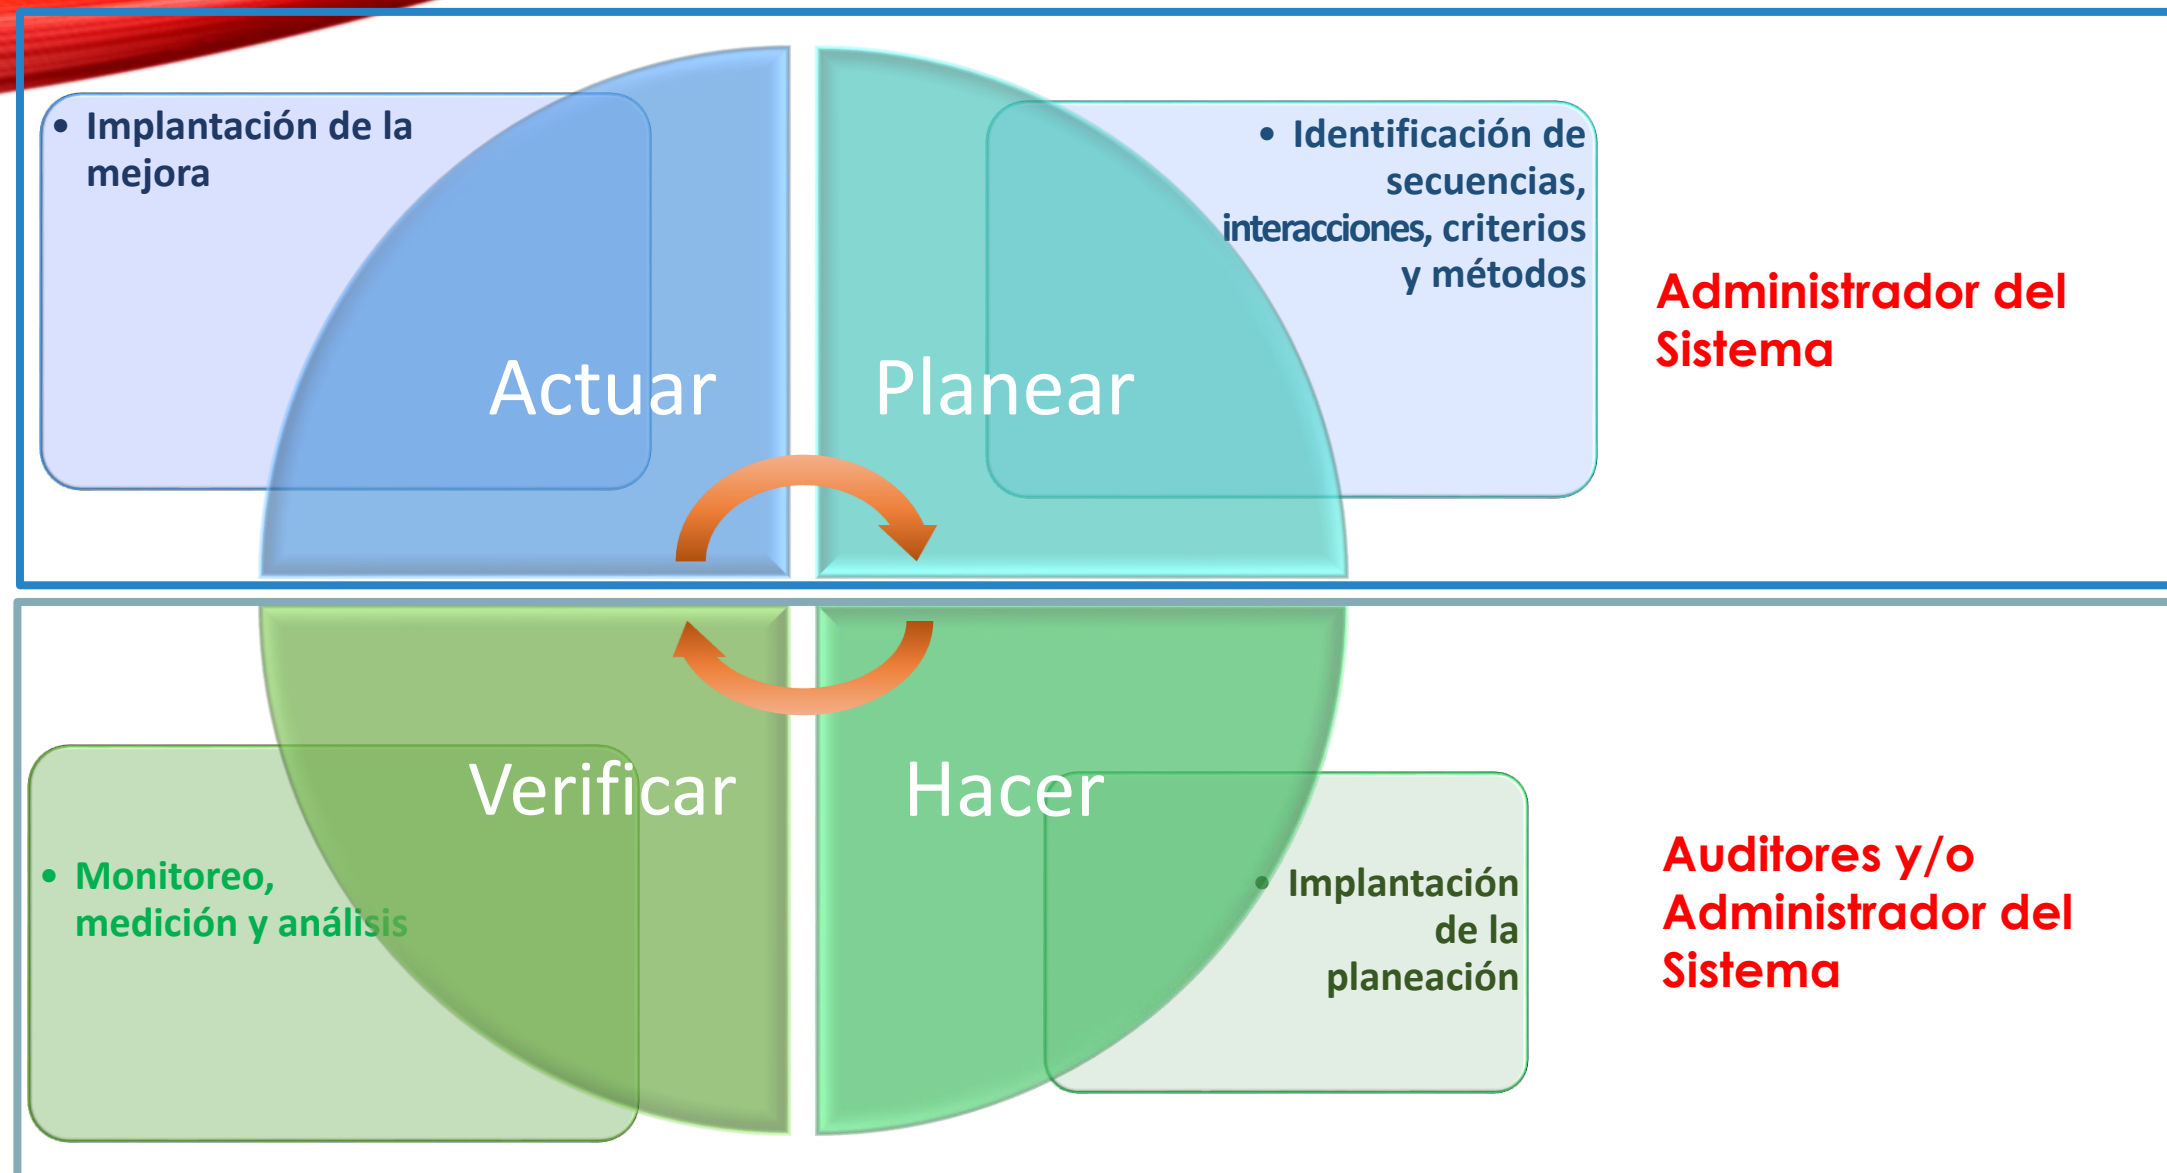 • Implantación de la
mejora
• Identificación de
secuencias,
interacciones, criterios
y métodos
Actuar
Planear
Administrador del
Sistema
Verificar
Hacer
• Monitoreo,
medición y análisis
• Implantación
de la
planeación
Auditores y/o
Administrador del
Sistema